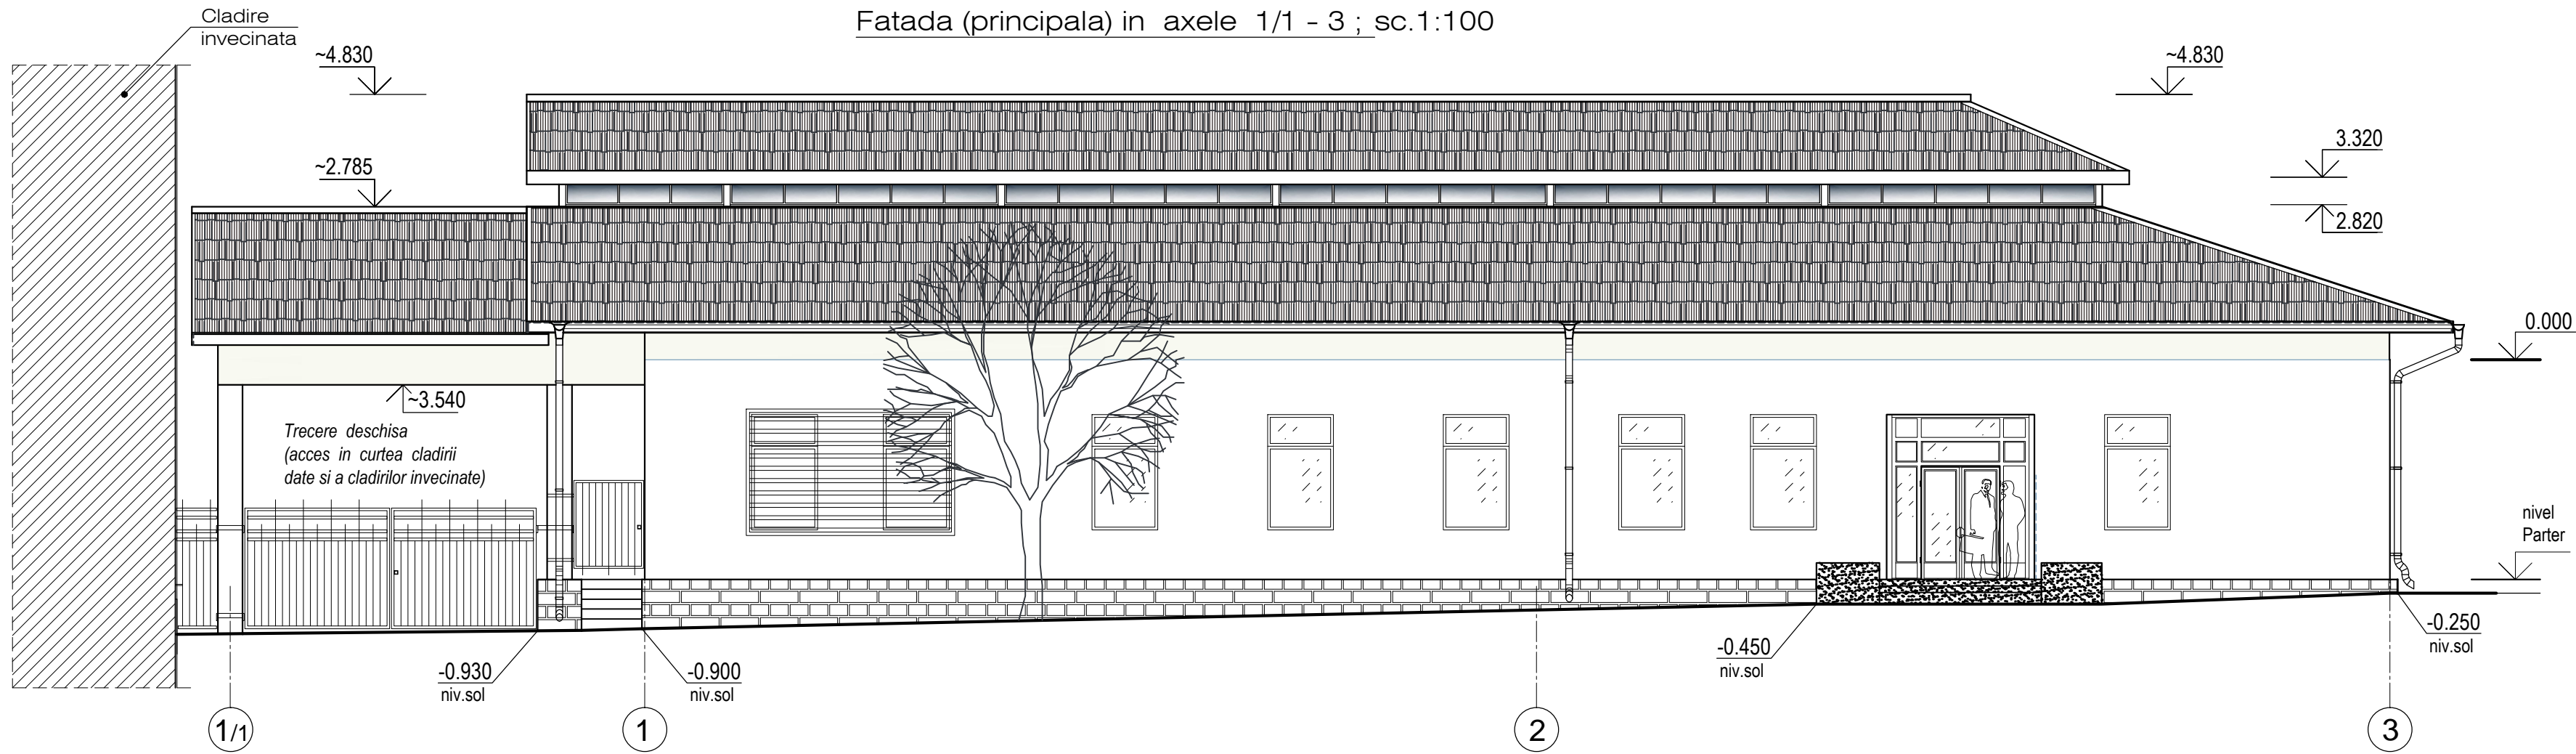 Cladire
invecinata
Fatada (principala) in axele 1/1 - 3 ; sc.1:100
~4.830
~4.830
~2.785
3.320
2.820
0.000
~3.540
Trecere deschisa
(acces in curtea cladirii
date si a cladirilor invecinate)
nivel
Parter
-0.930
niv.sol
-0.900
niv.sol
-0.450
niv.sol
-0.250
niv.sol
1/1
1
2
3